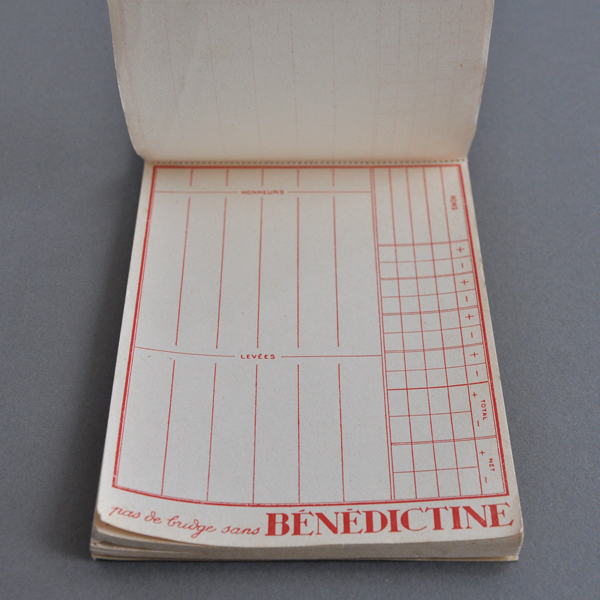 HONNEURS
NOMS
+
-
+
-
+
-
+
-
LEVÉES
+
TOTAL
-
+
NET
-
pas de bridge sans BÉNÉDICTINE